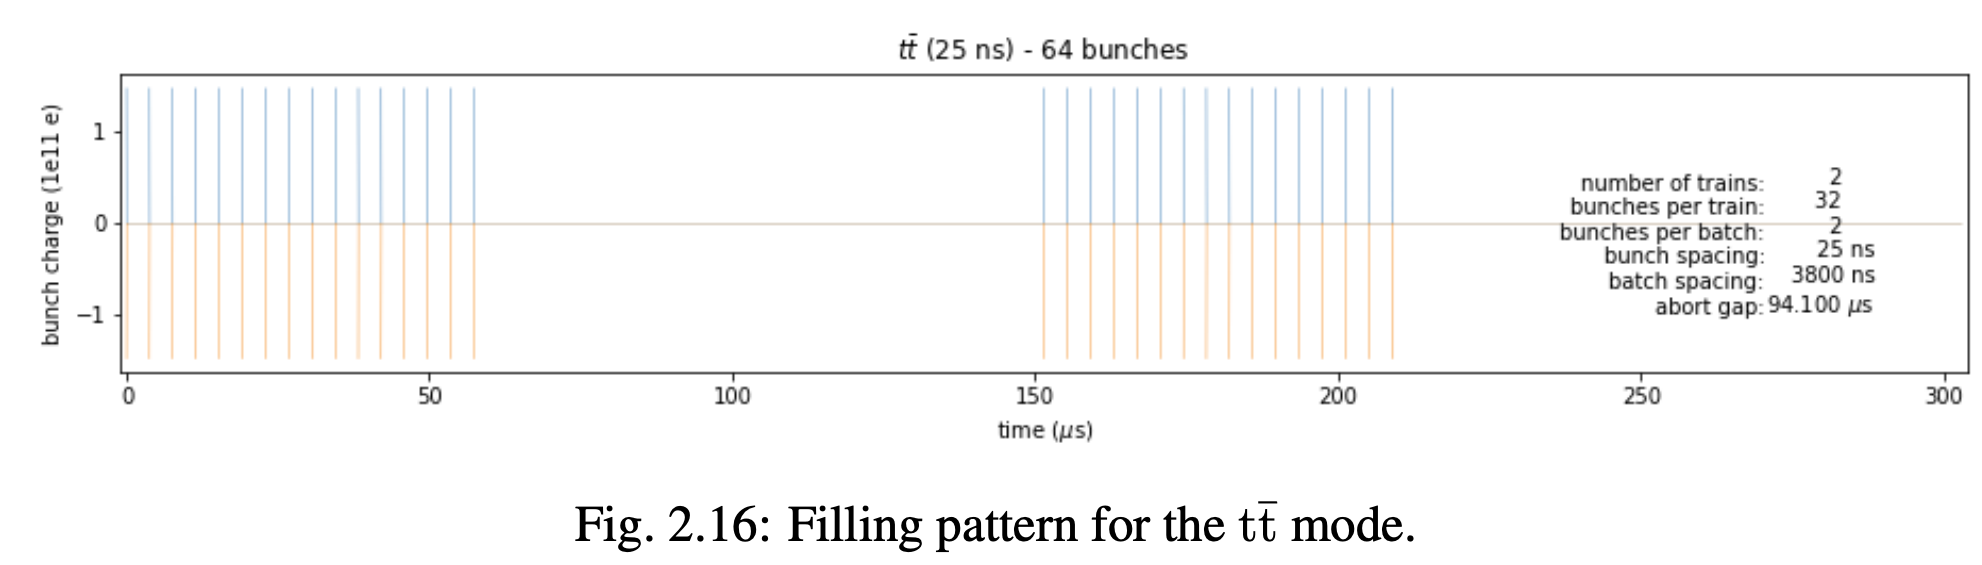 tt̄ (25 ns) - 64 bunches
bunch charge (1e11 e)
1
0
−1
number of trains: 2
bunches per train: 32
bunches per batch: 2
bunch spacing: 25 ns
batch spacing: 3800 ns
abort gap: 94.100 μs
0 50 100 150 200 250 300
time (μs)
Fig. 2.16: Filling pattern for the tt̄ mode.